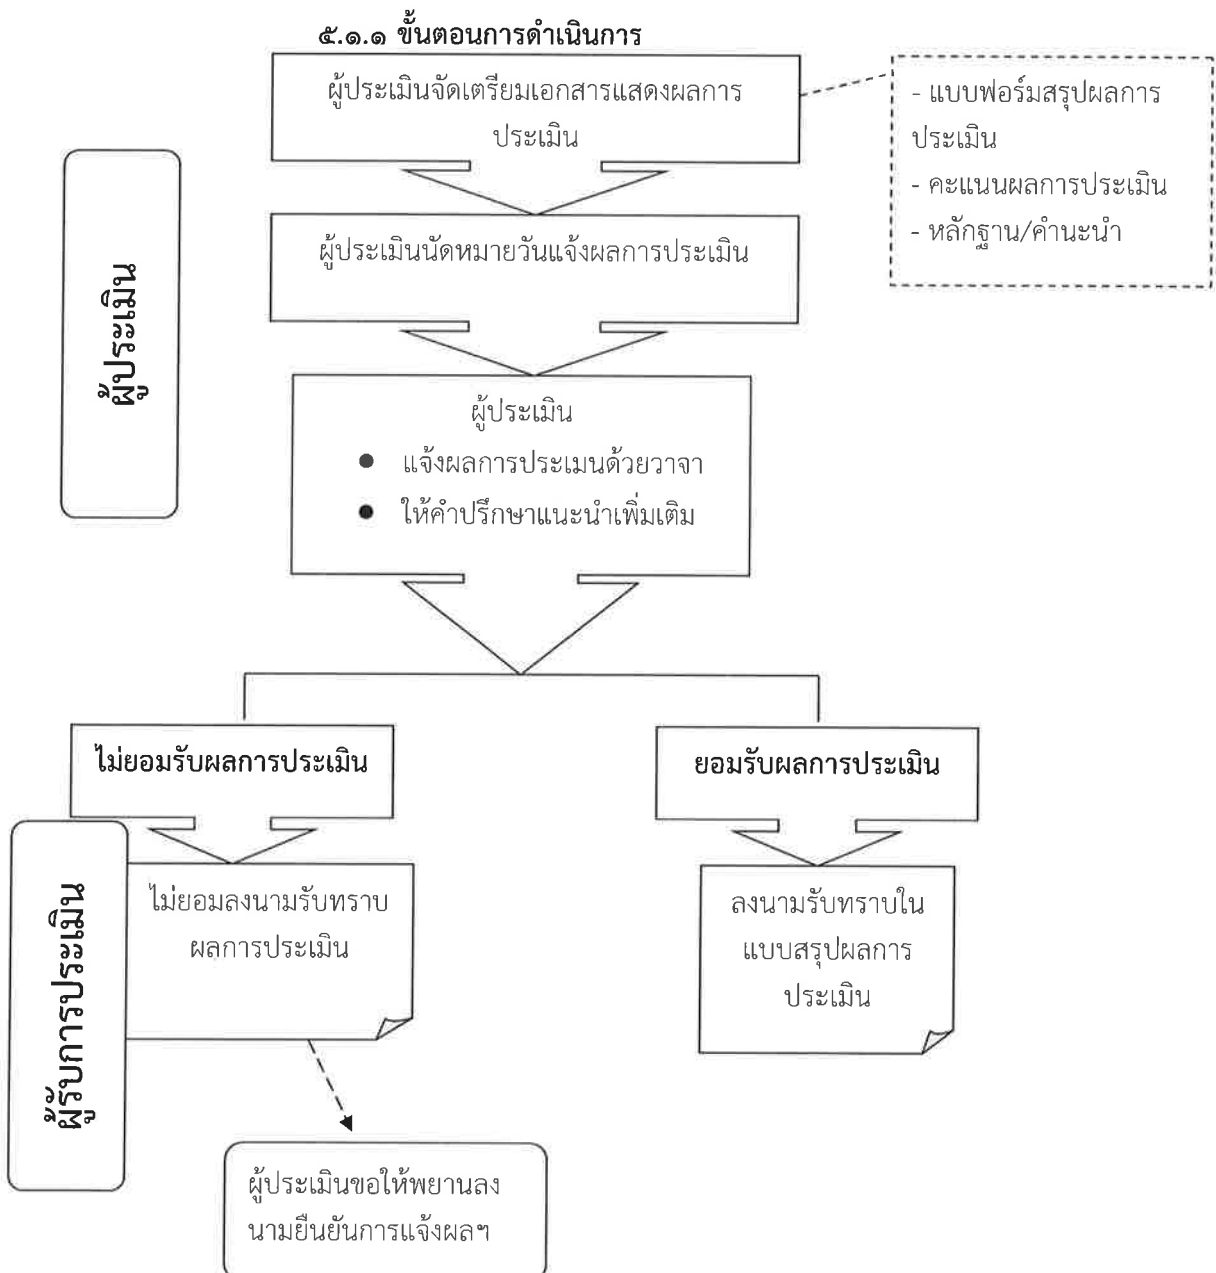 ๕.๑.๑ ขั้นตอนการดำเนินการ
ผู้ประเมินจัดเตรียมเอกสารแสดงผลการ
ประเมิน
- แบบฟอร์มสรุปผลการ
ประเมิน
- คะแนนผลการประเมิน
- หลักฐาน/คำนะนำ
ผู้ประเมินนัดหมายวันแจ้งผลการประเมิน
ผู้ประเมิน
ผู้ประเมิน
● แจ้งผลการประเมนด้วยวาจา
● ให้คำปรึกษาแนะนำเพิ่มเติม
ไม่ยอมรับผลการประเมิน
ยอมรับผลการประเมิน
ผู้รับการประเมิน
ไม่ยอมลงนามรับทราบ
ผลการประเมิน
ลงนามรับทราบใน
แบบสรุปผลการ
ประเมิน
ผู้ประเมินขอให้พยานลง
นามยืนยันการแจ้งผลฯ